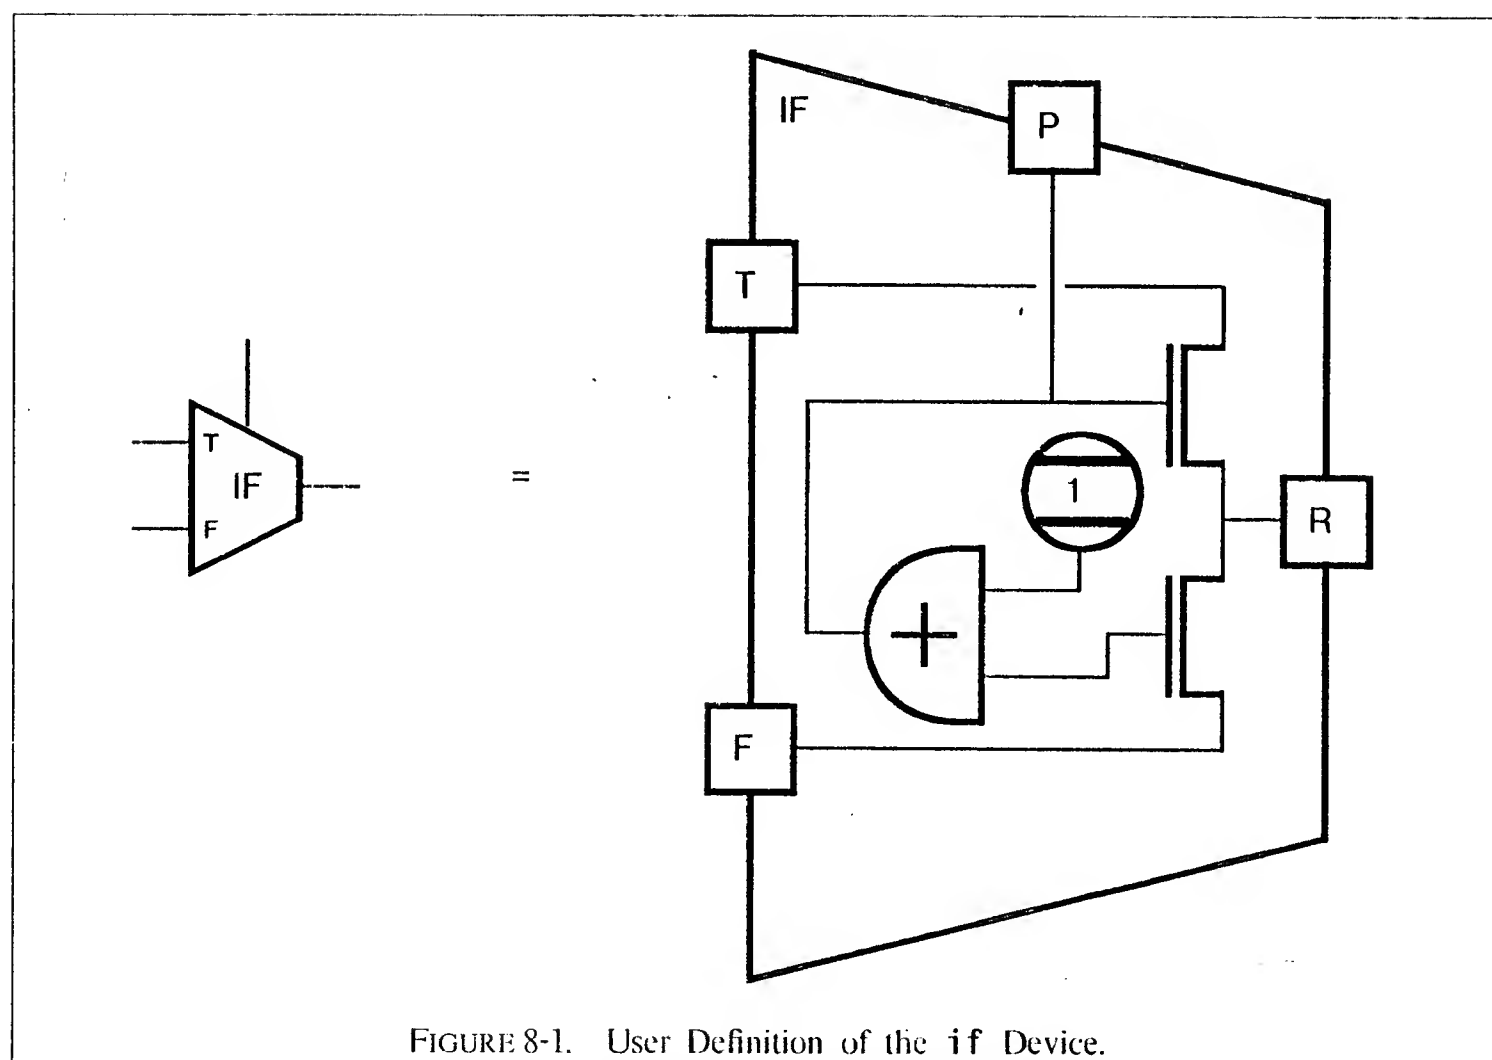 IF
P
T
T
IF
F
=
1
R
+
F
FIGURE 8-1. User Definition of the if Device.